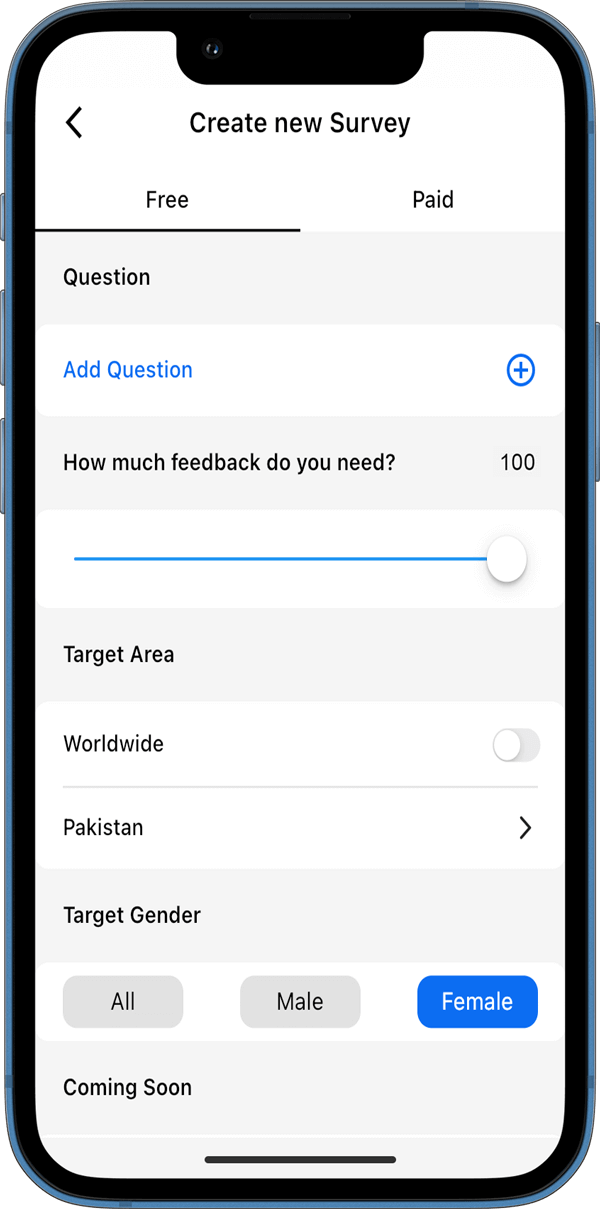 Create new Survey
Free Paid
Question
Add Question
How much feedback do you need? 100
Target Area
Worldwide
Pakistan
Target Gender
All Male Female
Coming Soon